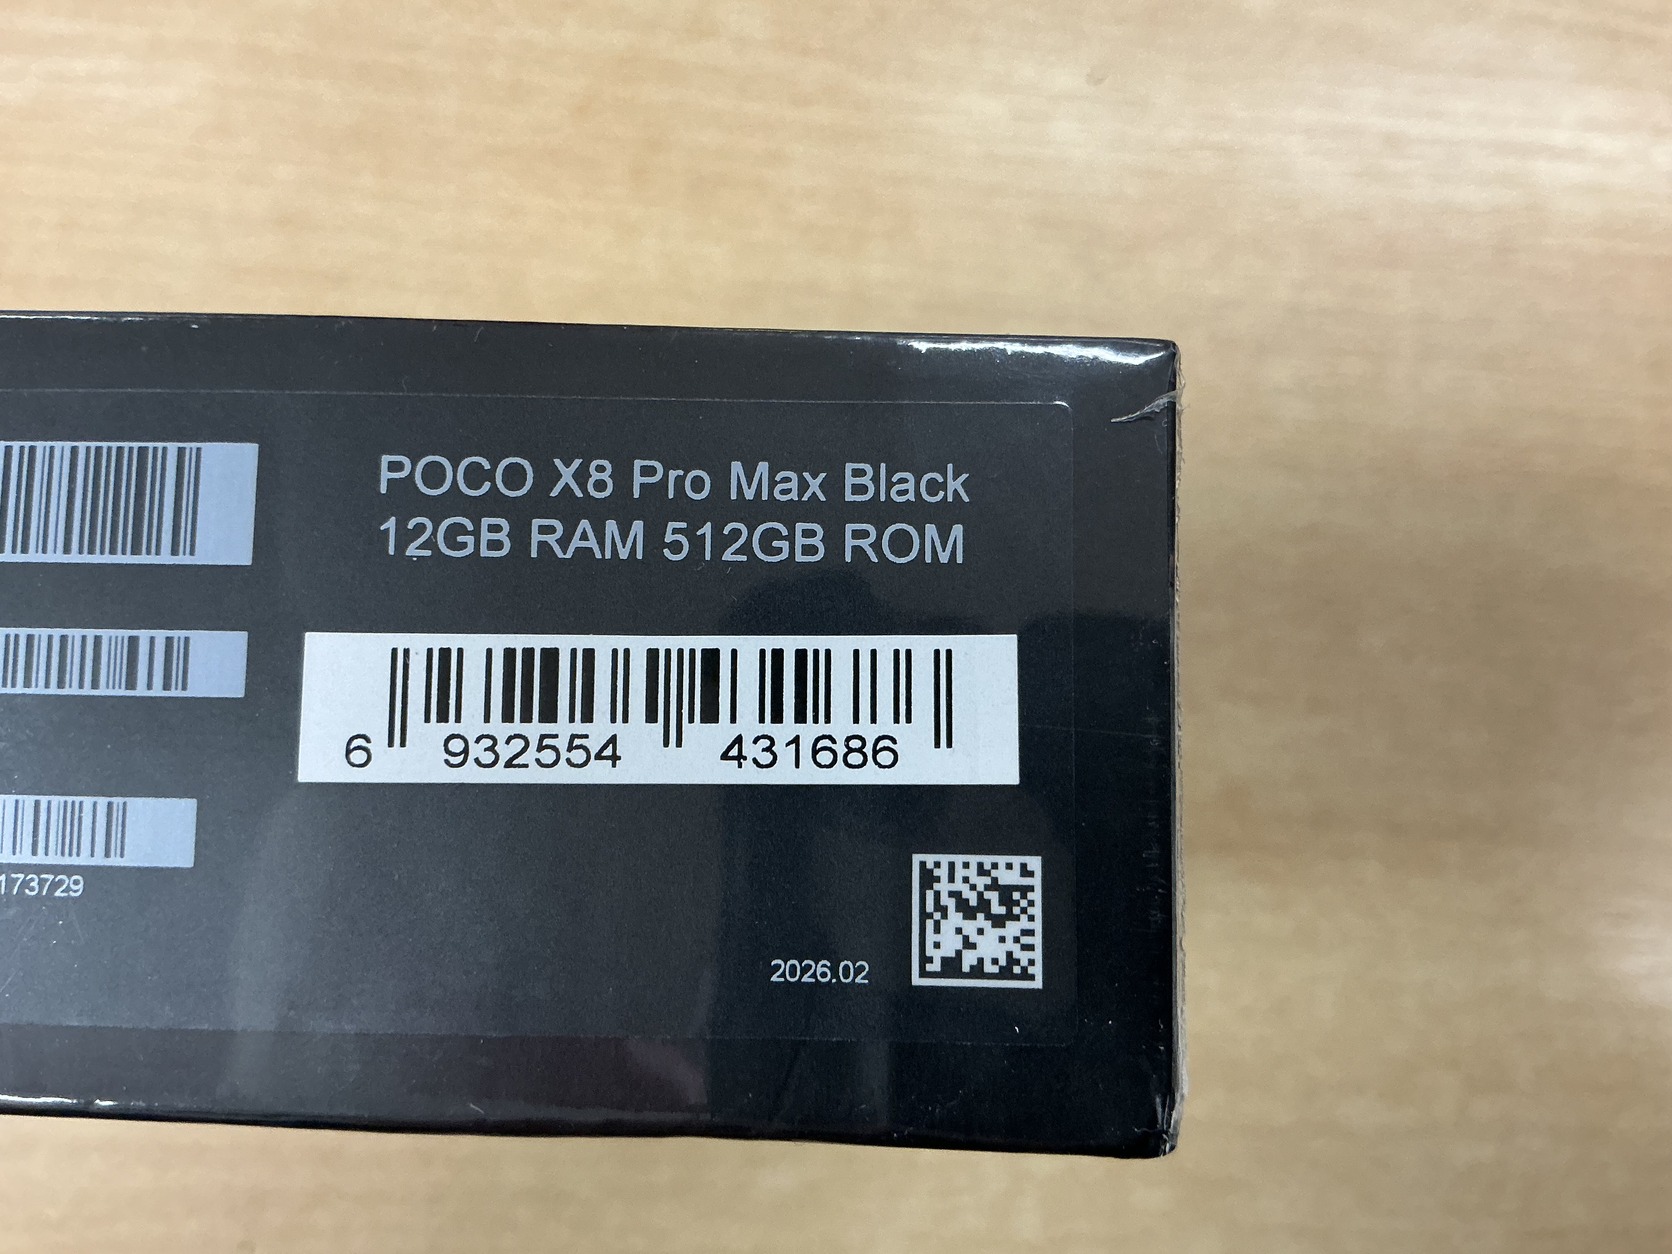 POCO X8 Pro Max Black
12GB RAM 512GB ROM
6 932554 431686
173729
2026.02